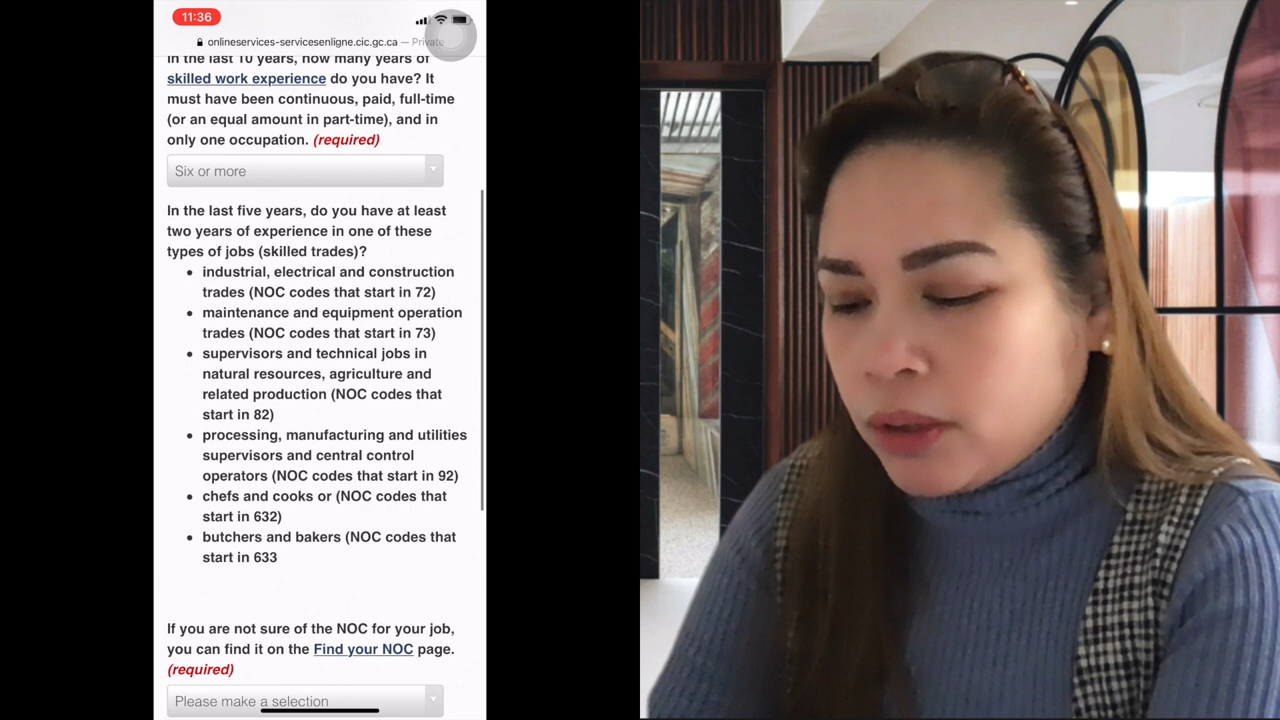 11:36
onlineservices-servicesenligne.cic.gc.ca — Private
In the last 10 years, how many years of
skilled work experience do you have? It
must have been continuous, paid, full-time
(or an equal amount in part-time), and in
only one occupation. (required)
Six or more
In the last five years, do you have at least
two years of experience in one of these
types of jobs (skilled trades)?
• industrial, electrical and construction
trades (NOC codes that start in 72)
• maintenance and equipment operation
trades (NOC codes that start in 73)
• supervisors and technical jobs in
natural resources, agriculture and
related production (NOC codes that
start in 82)
• processing, manufacturing and utilities
supervisors and central control
operators (NOC codes that start in 92)
• chefs and cooks or (NOC codes that
start in 632)
• butchers and bakers (NOC codes that
start in 633
If you are not sure of the NOC for your job,
you can find it on the Find your NOC page.
(required)
Please make a selection